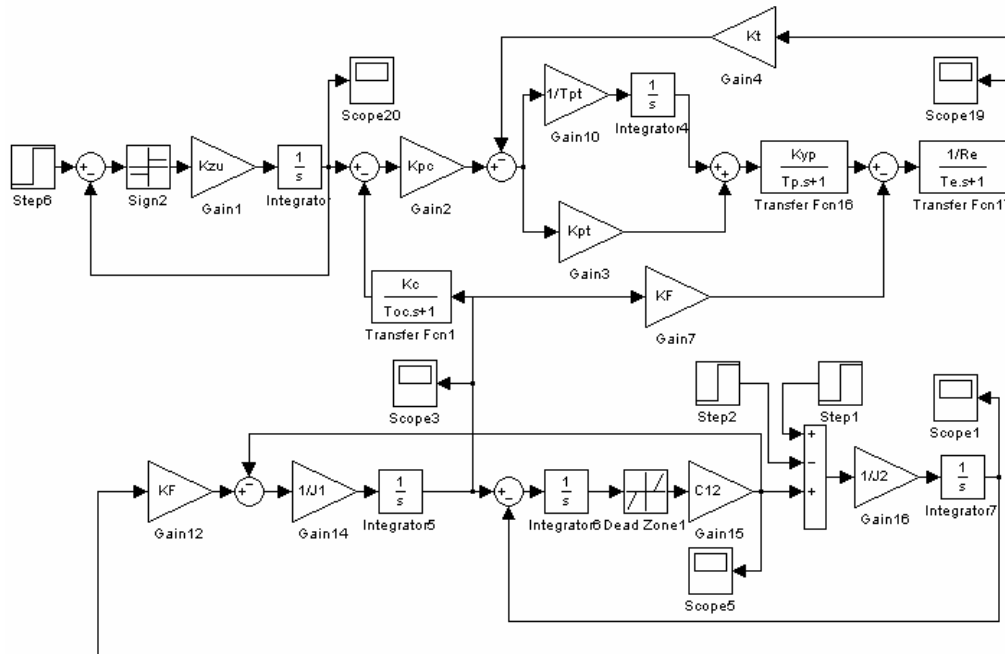 Kt
Gain4
Scope20
1/Tpt
Gain10
1
s
Integrator4
Scope19
Step6
+
-
Sign2
Kzu
Gain1
1
s
Integrator
+
-
Kpc
Gain2
-
+
Kpt
Gain3
+
+
Kyp
Tp.s+1
Transfer Fcn16
+
-
1/Re
Te.s+1
Transfer Fcn17
Kc
Toc.s+1
Transfer Fcn1
KF
Gain7
Scope3
Step2
Step1
Scope1
KF
Gain12
-
+
1/J1
Gain14
1
s
Integrator5
+
-
1
s
Integrator6
Dead Zone1
C12
Gain15
+
-
+
1/J2
Gain16
1
s
Integrator7
Scope5